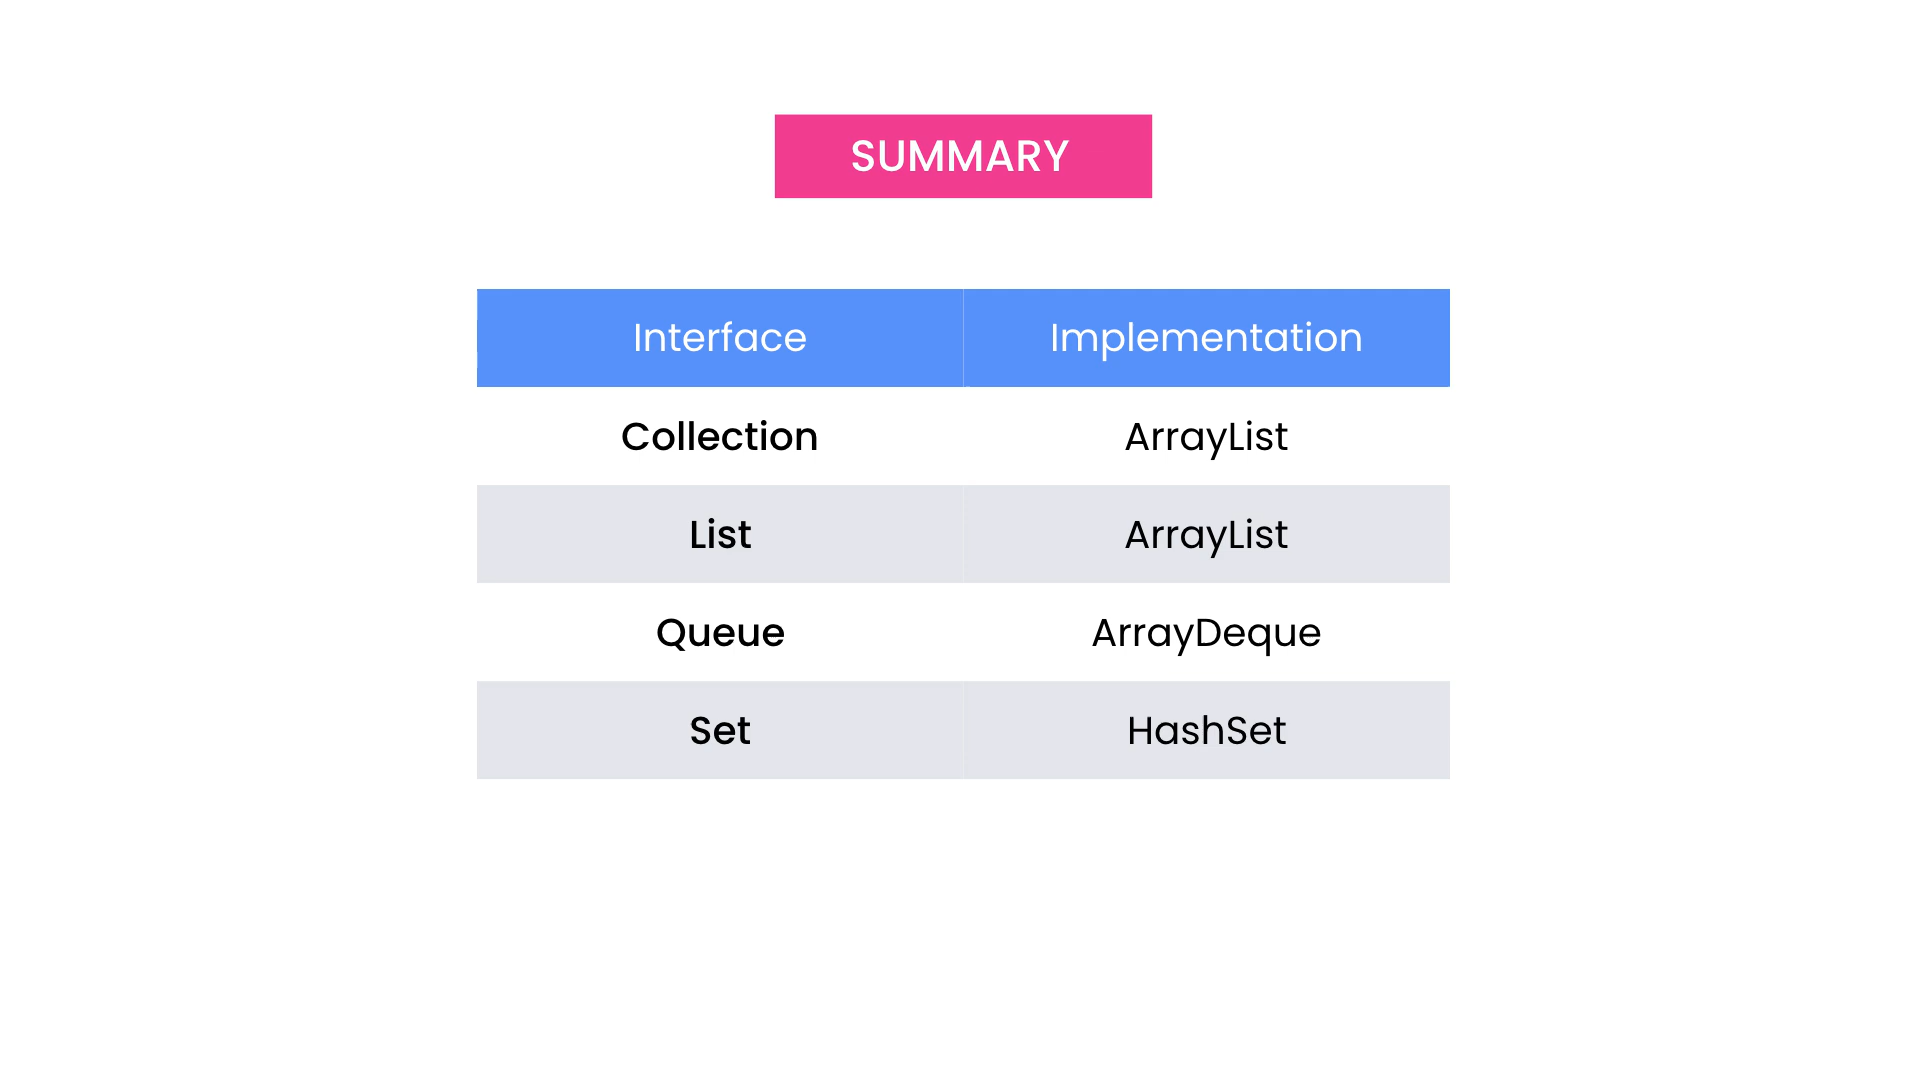 SUMMARY
Interface Implementation
Collection ArrayList
List ArrayList
Queue ArrayDeque
Set HashSet